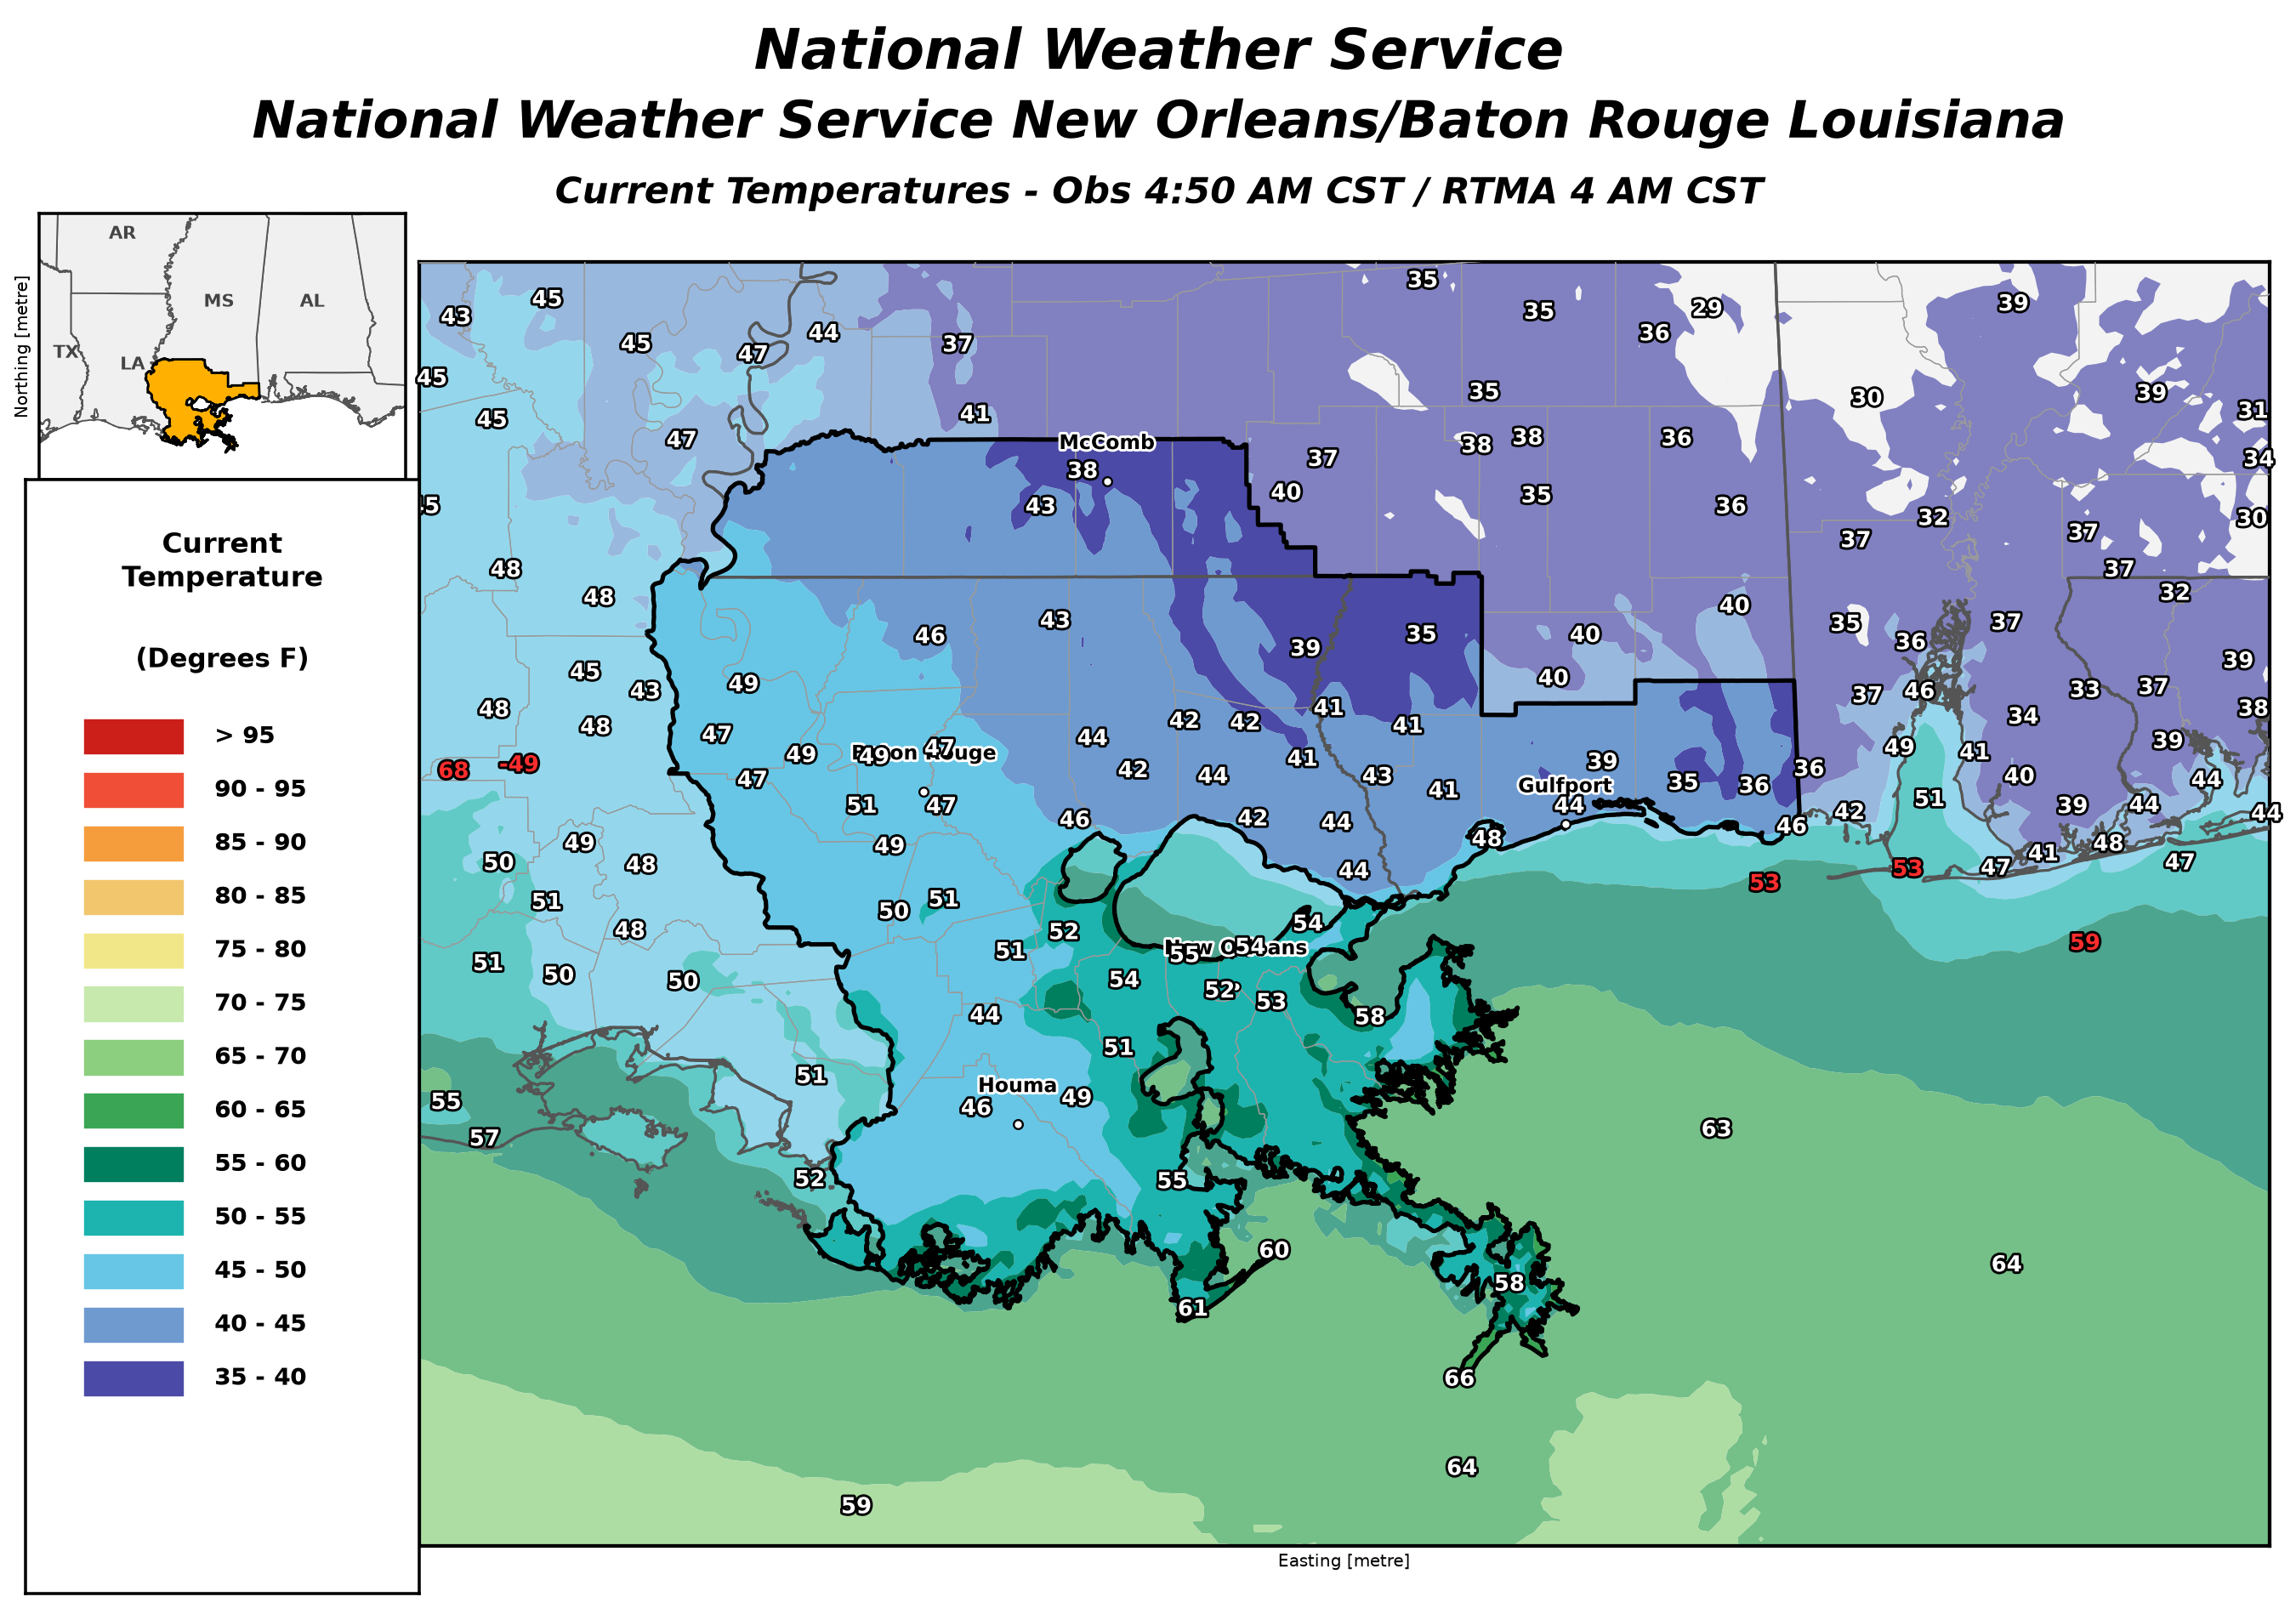 National Weather Service
National Weather Service New Orleans/Baton Rouge Louisiana
Current Temperatures - Obs 4:50 AM CST / RTMA 4 AM CST
AR
MS
AL
TX
LA
Northing [metre]
Current
Temperature
(Degrees F)
> 95
90 - 95
85 - 90
80 - 85
75 - 80
70 - 75
65 - 70
60 - 65
55 - 60
50 - 55
45 - 50
40 - 45
35 - 40
35
43 45 35 29 39
45 47 44 37 36
45 35 30 39
45 41 31
47 McComb 38 38 36
38 37 34
43 40 35 36
32 30
37 37
48 37
48 43 40 32
46 39 35 40 35 36 37
45 43 49 40 39
48 47 42 42 41 41 37 46 33 37 38
48 44 34
68 -49 49 49 47 42 41 39 36 49 41 39
47 44 43 41 35 36 40 44
Gulfport
51 47 46 42 44 44 46 42 51 39 44 44
49 48 49 44 48 53 53 47 41 48 47
50 51 50 51 54
48 52 59
51 50 50 51 55 54
54 52 53
44 58
51 51
Houma
55 46 49 63
57
52 55
60 64
61 58
66
64
59
Easting [metre]